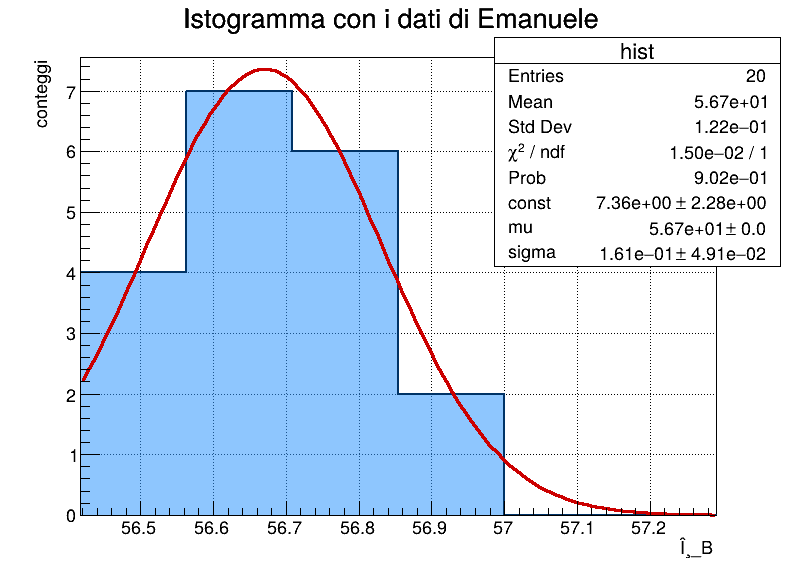 Istogramma con i dati di Emanuele
hist
Entries 20
Mean 5.67e+01
Std Dev 1.22e−01
χ² / ndf 1.50e−02 / 1
Prob 9.02e−01
const 7.36e+00 ± 2.28e+00
mu 5.67e+01 ± 0.0
sigma 1.61e−01 ± 4.91e−02
conteggi
7
6
5
4
3
2
1
0
56.5 56.6 56.7 56.8 56.9 57 57.1 57.2
Î¸_B